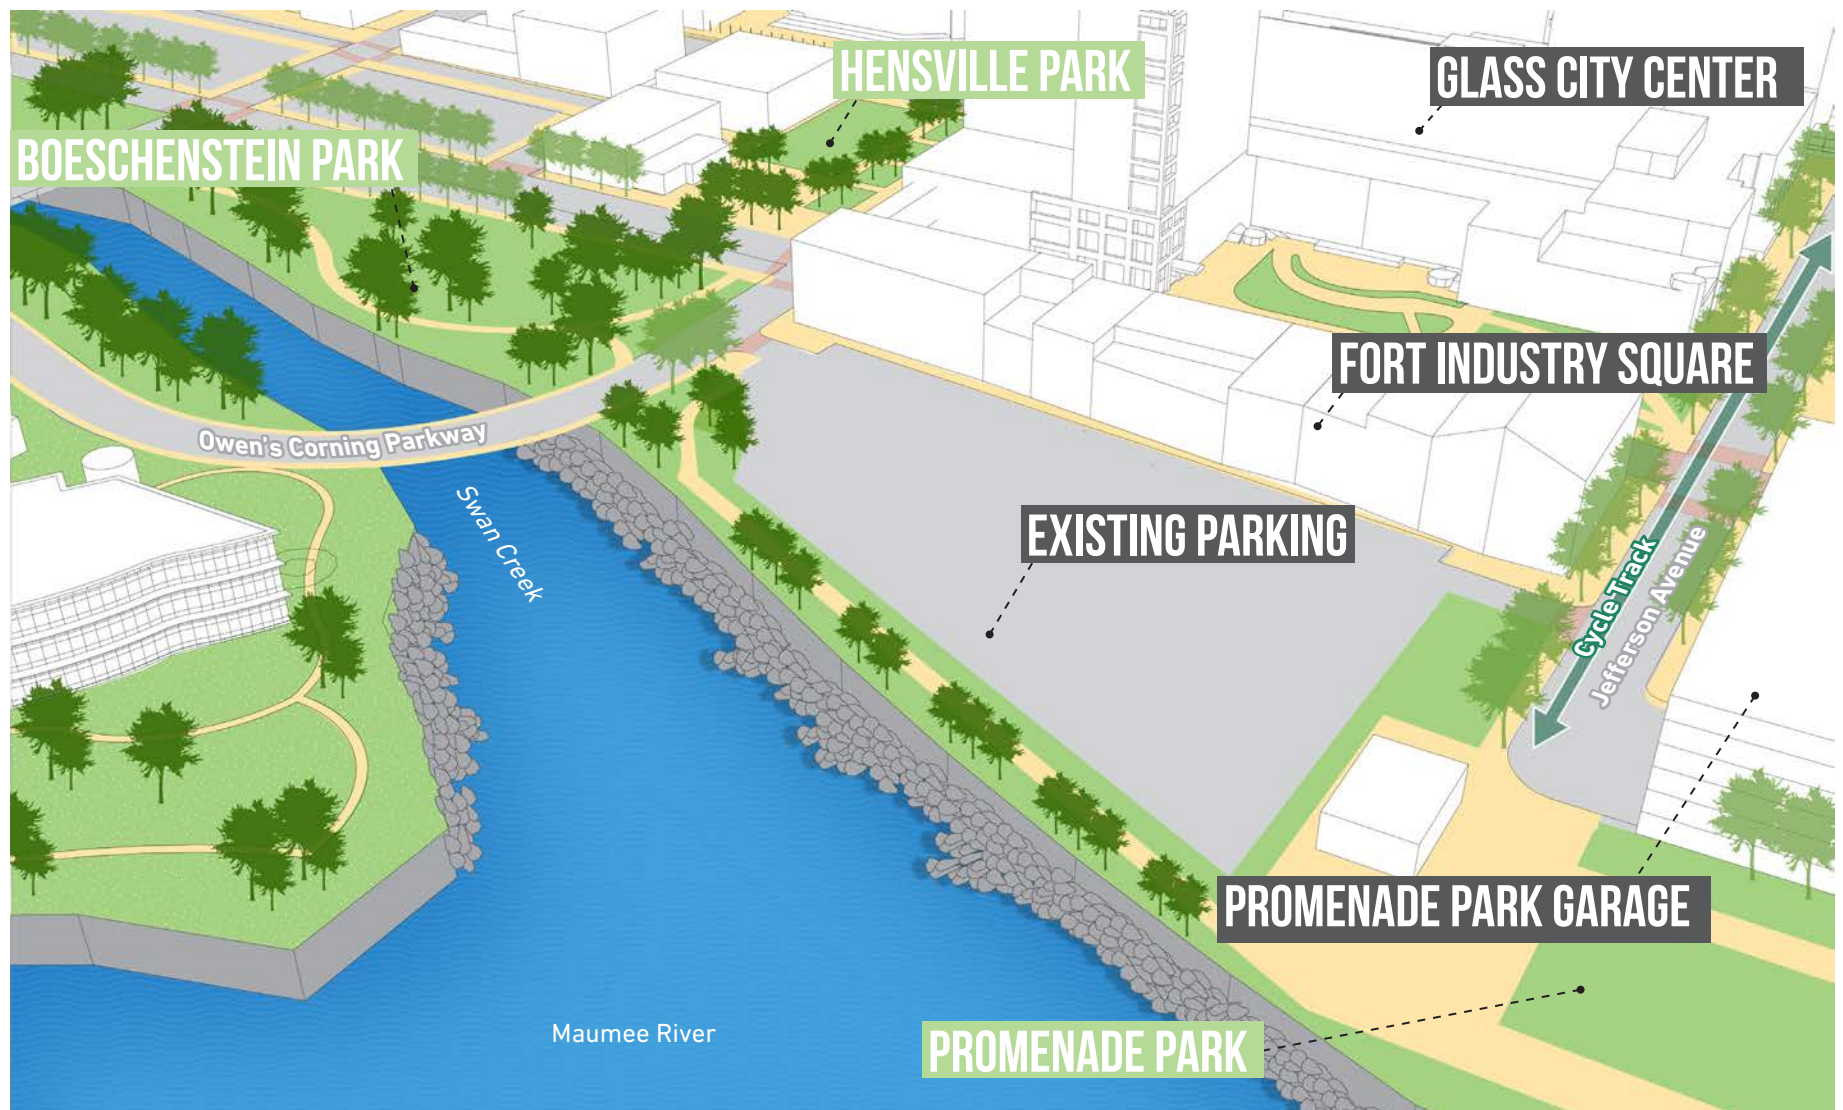 HENSVILLE PARK
GLASS CITY CENTER
BOESCHENSTEIN PARK
FORT INDUSTRY SQUARE
Owen's Corning Parkway
Swan Creek
EXISTING PARKING
Cycle Track
Jefferson Avenue
PROMENADE PARK GARAGE
Maumee River
PROMENADE PARK